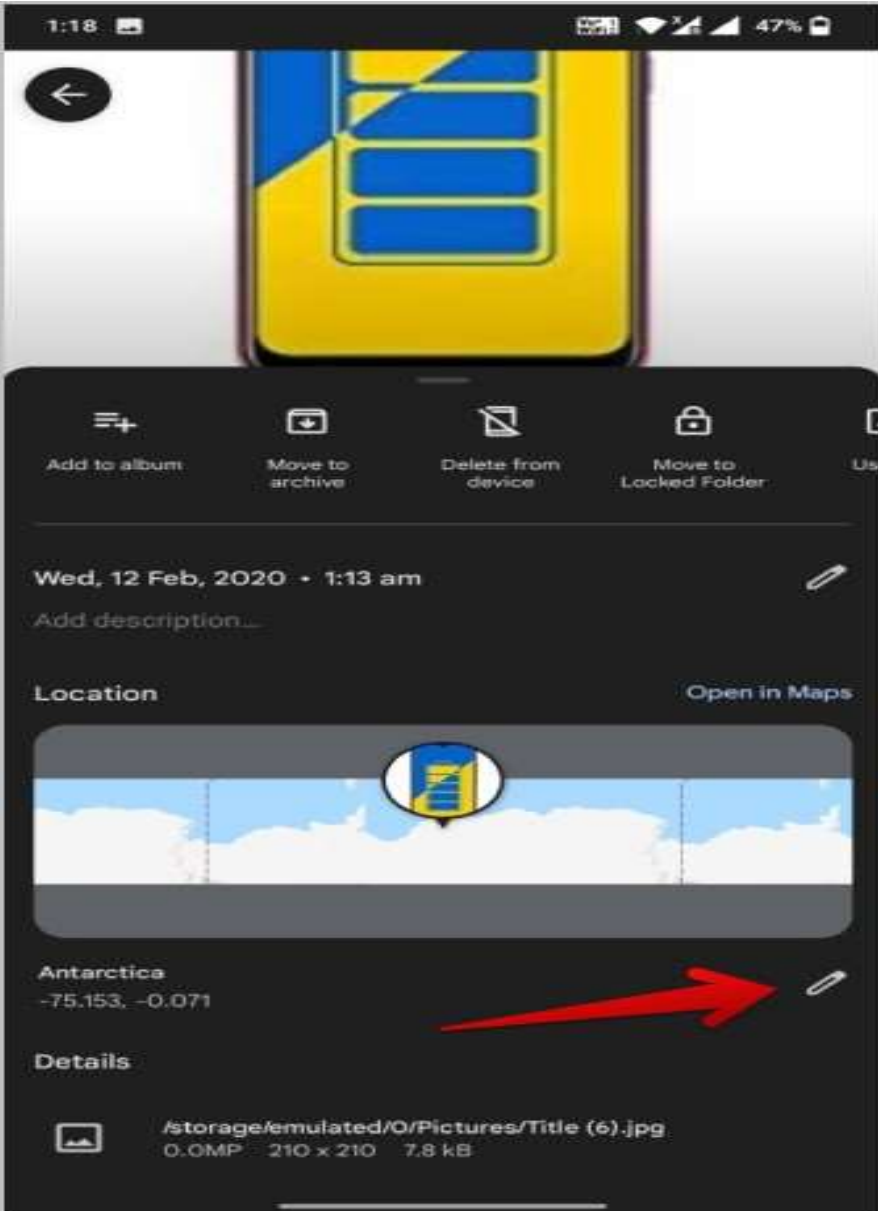 1:18
47%
Add to album
Move to
archive
Delete from
device
Move to
Locked Folder
Us
Wed, 12 Feb, 2020 • 1:13 am
Add description...
Location
Open in Maps
Antarctica
-75.153, -0.071
Details
/storage/emulated/0/Pictures/Title (6).jpg
0.0MP 210 x 210 7.8 kB